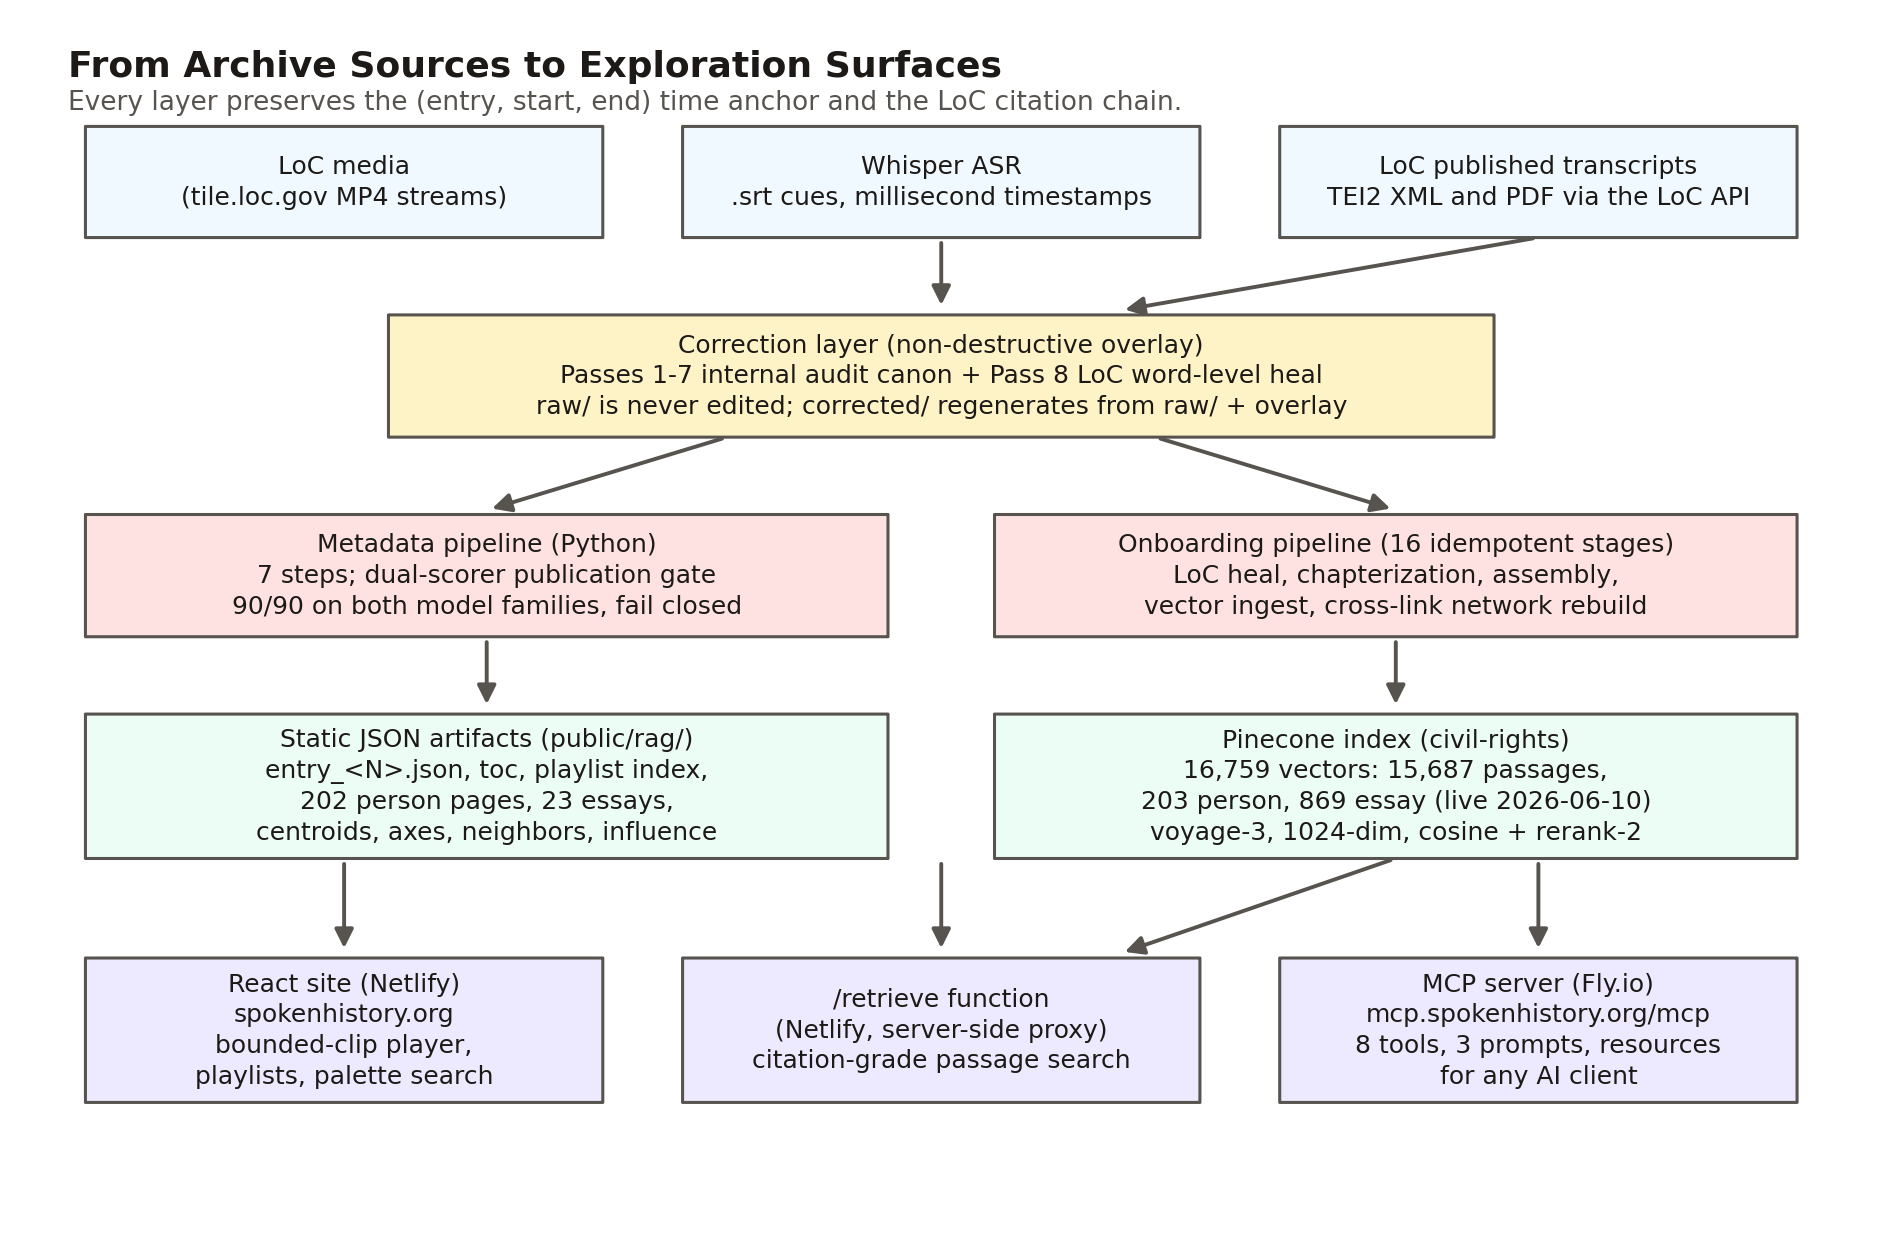 From Archive Sources to Exploration Surfaces
Every layer preserves the (entry, start, end) time anchor and the LoC citation chain.
LoC media
(tile.loc.gov MP4 streams)
Whisper ASR
.srt cues, millisecond timestamps
LoC published transcripts
TEI2 XML and PDF via the LoC API
Correction layer (non-destructive overlay)
Passes 1-7 internal audit canon + Pass 8 LoC word-level heal
raw/ is never edited; corrected/ regenerates from raw/ + overlay
Metadata pipeline (Python)
7 steps; dual-scorer publication gate
90/90 on both model families, fail closed
Onboarding pipeline (16 idempotent stages)
LoC heal, chapterization, assembly,
vector ingest, cross-link network rebuild
Static JSON artifacts (public/rag/)
entry_<N>.json, toc, playlist index,
202 person pages, 23 essays,
centroids, axes, neighbors, influence
Pinecone index (civil-rights)
16,759 vectors: 15,687 passages,
203 person, 869 essay (live 2026-06-10)
voyage-3, 1024-dim, cosine + rerank-2
React site (Netlify)
spokenhistory.org
bounded-clip player,
playlists, palette search
/retrieve function
(Netlify, server-side proxy)
citation-grade passage search
MCP server (Fly.io)
mcp.spokenhistory.org/mcp
8 tools, 3 prompts, resources
for any AI client